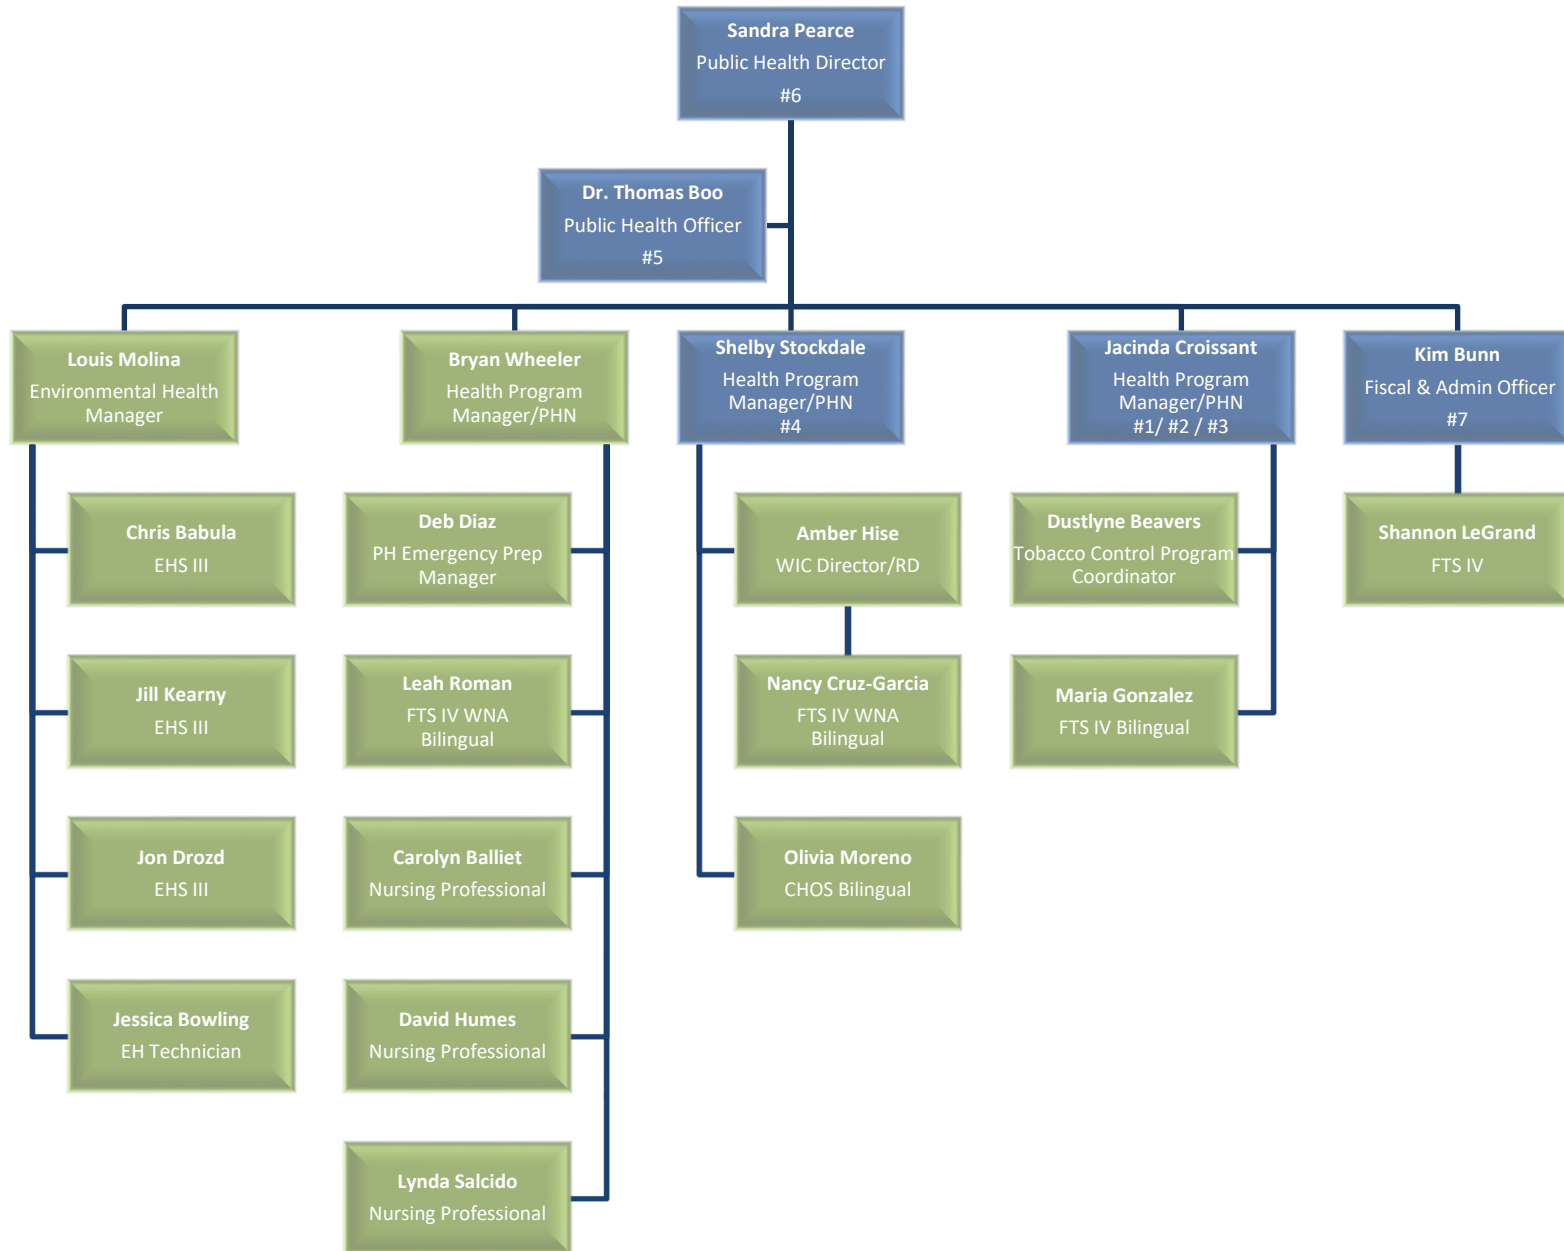 Sandra Pearce
Public Health Director
#6
Dr. Thomas Boo
Public Health Officer
#5
Louis Molina
Environmental Health
Manager
Bryan Wheeler
Health Program
Manager/PHN
Shelby Stockdale
Health Program
Manager/PHN
#4
Jacinda Croissant
Health Program
Manager/PHN
#1/ #2 / #3
Kim Bunn
Fiscal & Admin Officer
#7
Chris Babula
EHS III
Deb Diaz
PH Emergency Prep
Manager
Amber Hise
WIC Director/RD
Dustlyne Beavers
Tobacco Control Program
Coordinator
Shannon LeGrand
FTS IV
Jill Kearny
EHS III
Leah Roman
FTS IV WNA
Bilingual
Nancy Cruz-Garcia
FTS IV WNA
Bilingual
Maria Gonzalez
FTS IV Bilingual
Jon Drozd
EHS III
Carolyn Balliet
Nursing Professional
Olivia Moreno
CHOS Bilingual
Jessica Bowling
EH Technician
David Humes
Nursing Professional
Lynda Salcido
Nursing Professional